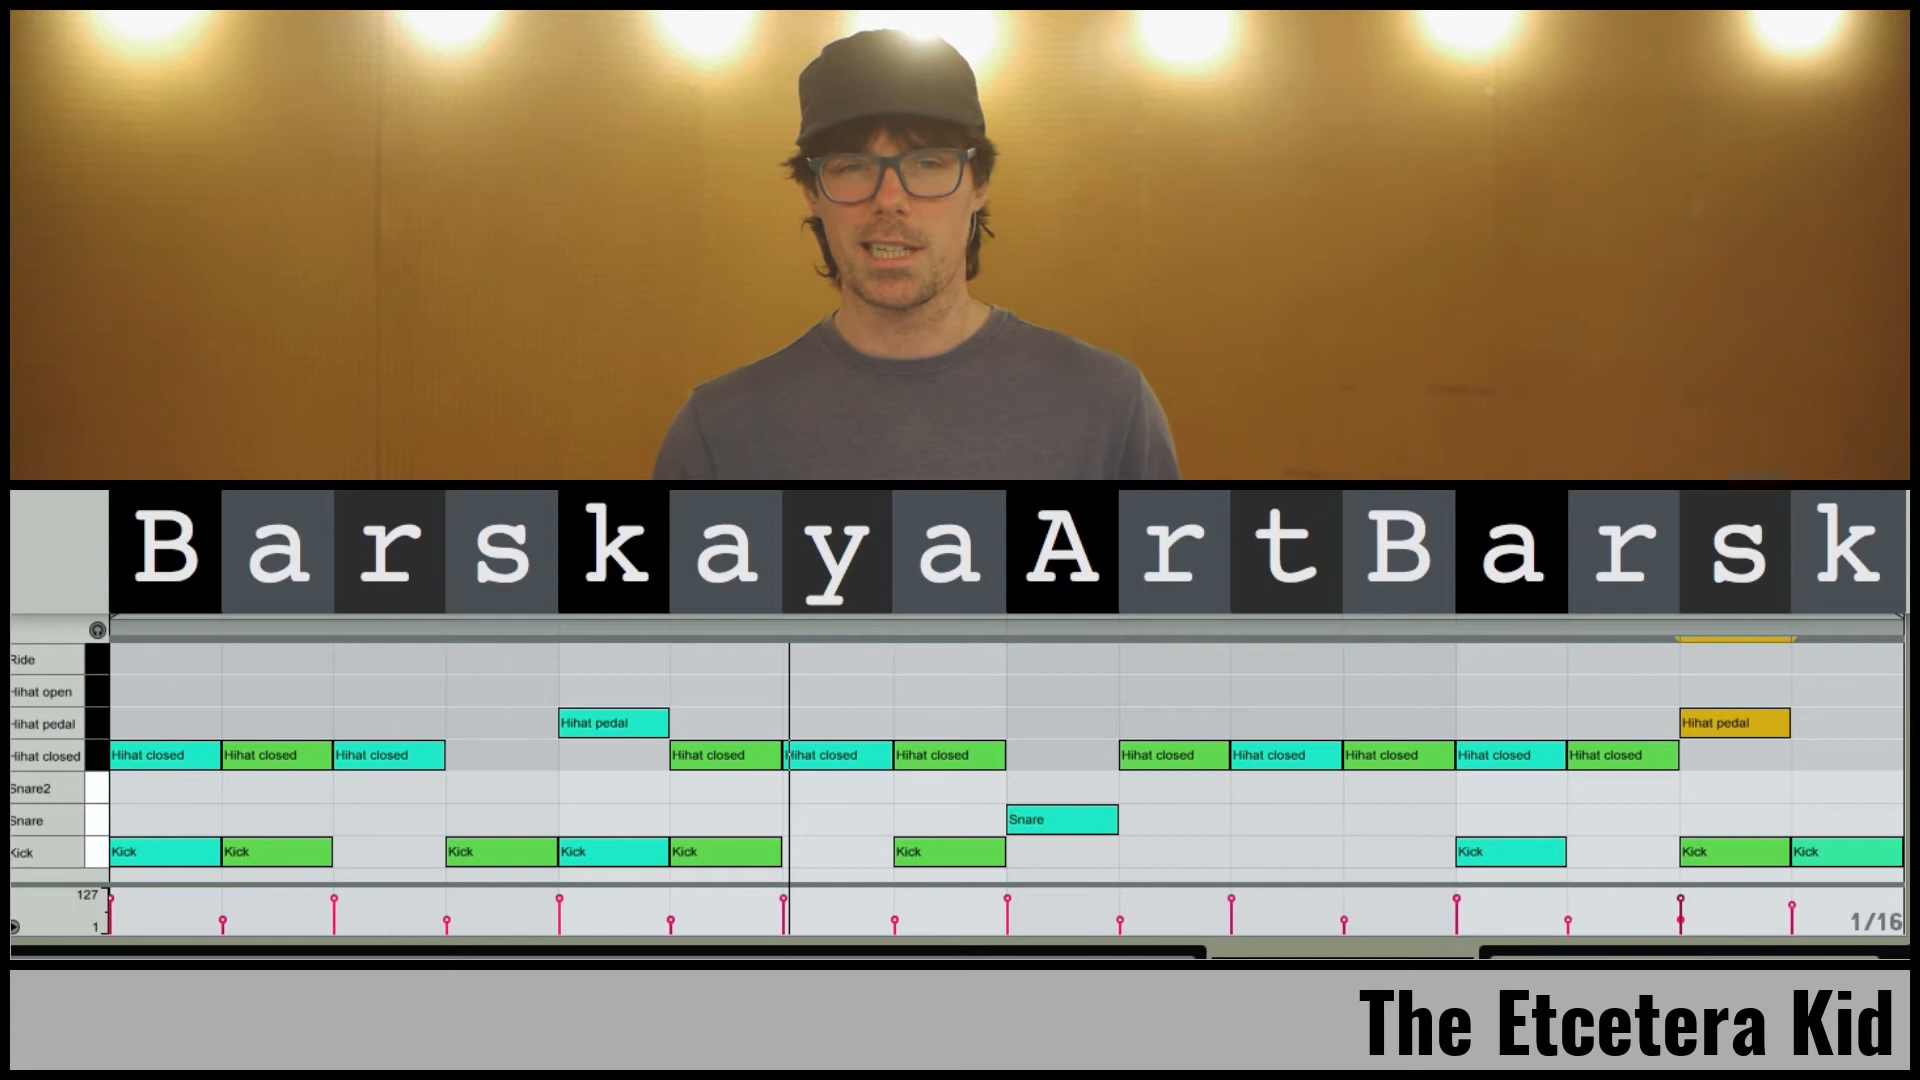 BarskayaArtBarsk
Ride
Hihat open
Hihat pedal Hihat pedal Hihat pedal
Hihat closed Hihat closed Hihat closed Hihat closed Hihat closed Hihat closed Hihat closed Hihat closed Hihat closed Hihat closed Hihat closed Hihat closed
Snare2
Snare Snare
Kick Kick Kick Kick Kick Kick Kick Kick Kick Kick
127
1 1/16
The Etcetera Kid